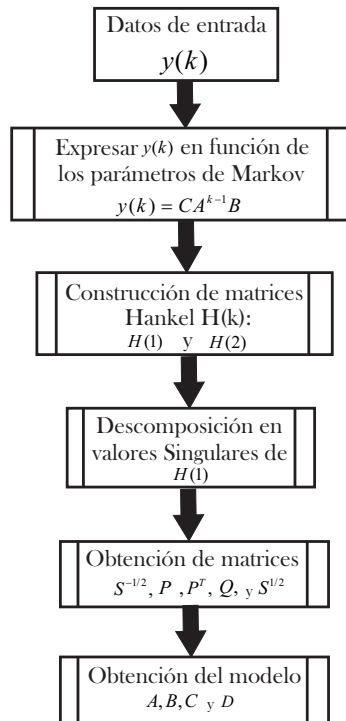 Datos de entrada
y(k)
Expresar y(k) en función de
los parámetros de Markov
y(k) = CA^{k−1}B
Construcción de matrices
Hankel H(k):
H(1) y H(2)
Descomposición en
valores Singulares de
H(1)
Obtención de matrices
S^{−1/2}, P , P^T, Q, y S^{1/2}
Obtención del modelo
A, B, C y D